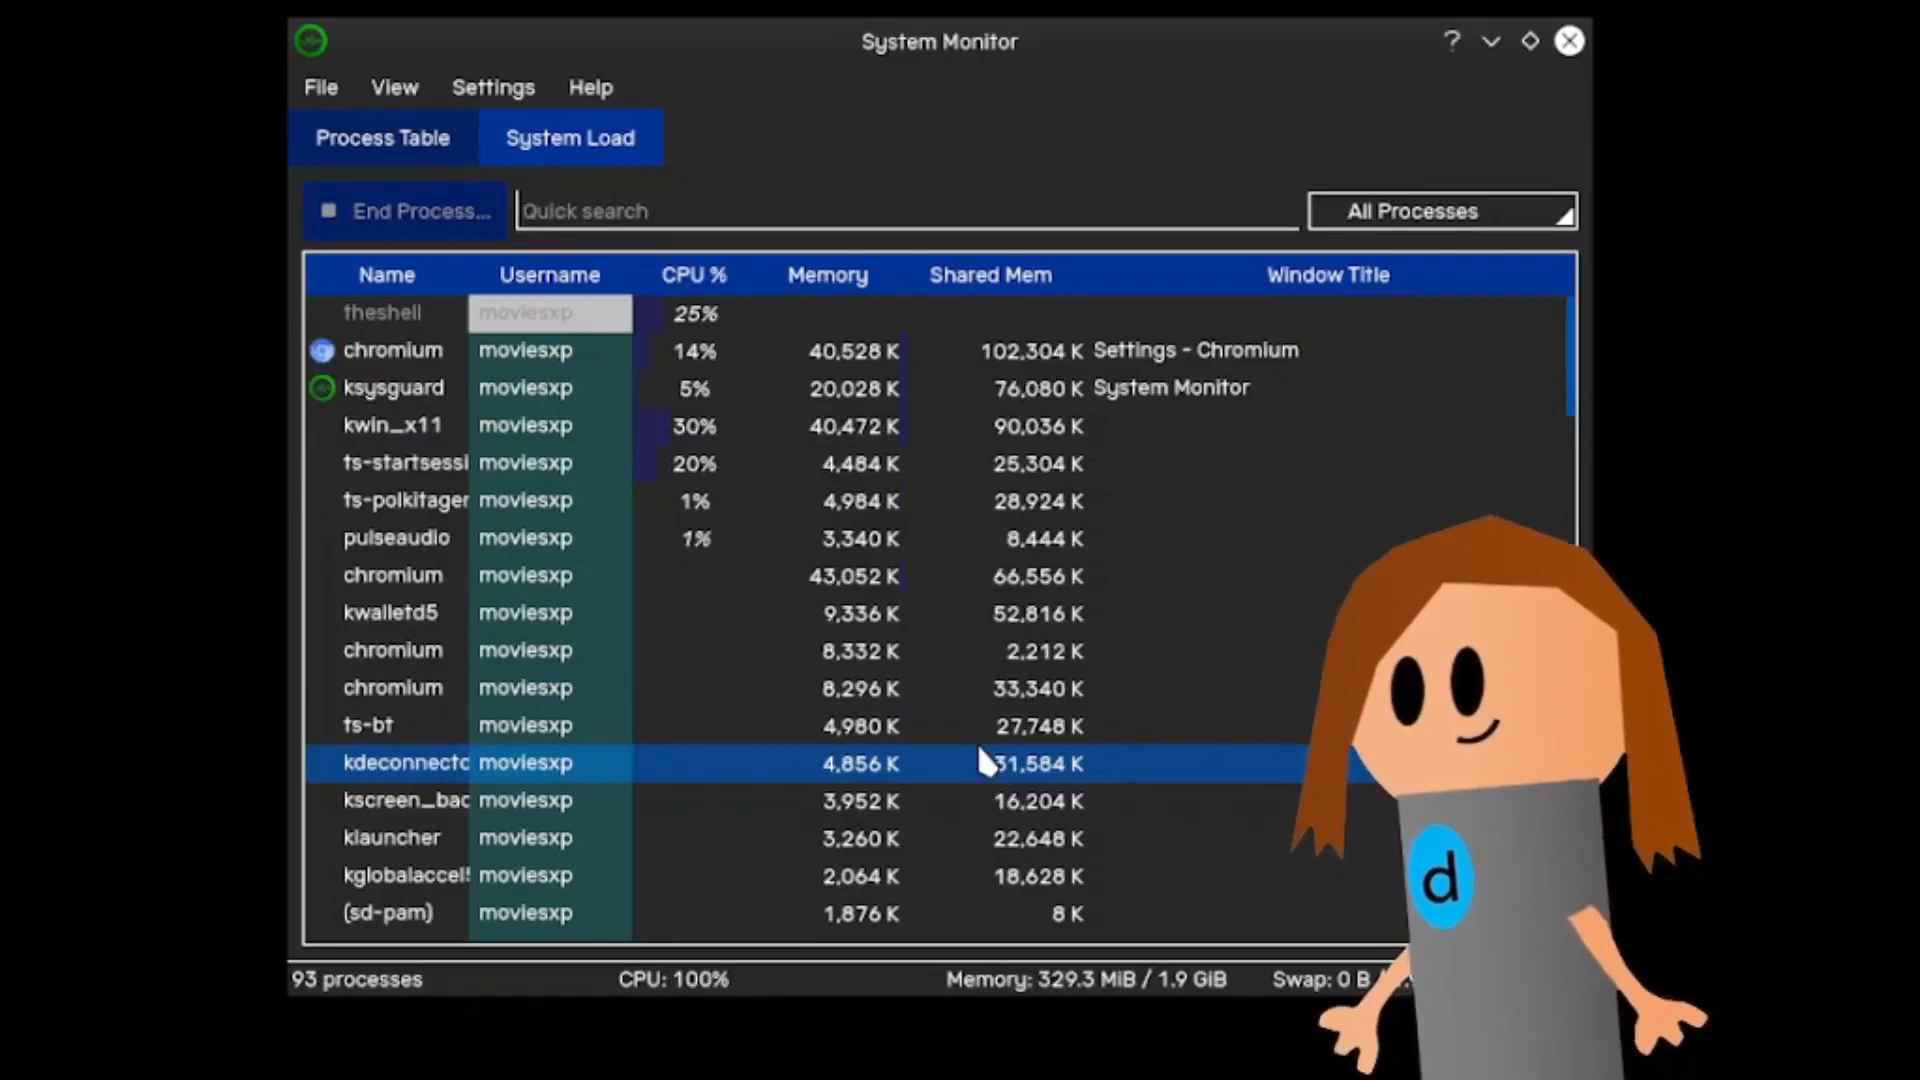 System Monitor
?
File View Settings Help
Process Table System Load
End Process... Quick search All Processes
Name Username CPU % Memory Shared Mem Window Title
theshell moviesxp 25%
chromium moviesxp 14% 40,528 K 102,304 K Settings - Chromium
ksysguard moviesxp 5% 20,028 K 76,080 K System Monitor
kwin_x11 moviesxp 30% 40,472 K 90,036 K
ts-startsessi moviesxp 20% 4,484 K 25,304 K
ts-polkitager moviesxp 1% 4,984 K 28,924 K
pulseaudio moviesxp 1% 3,340 K 8,444 K
chromium moviesxp 43,052 K 66,556 K
kwalletd5 moviesxp 9,336 K 52,816 K
chromium moviesxp 8,332 K 2,212 K
chromium moviesxp 8,296 K 33,340 K
ts-bt moviesxp 4,980 K 27,748 K
kdeconnectc moviesxp 4,856 K 31,584 K
kscreen_bac moviesxp 3,952 K 16,204 K
klauncher moviesxp 3,260 K 22,648 K
kglobalaccel! moviesxp 2,064 K 18,628 K
(sd-pam) moviesxp 1,876 K 8 K
93 processes CPU: 100% Memory: 329.3 MiB / 1.9 GiB Swap: 0 B
d